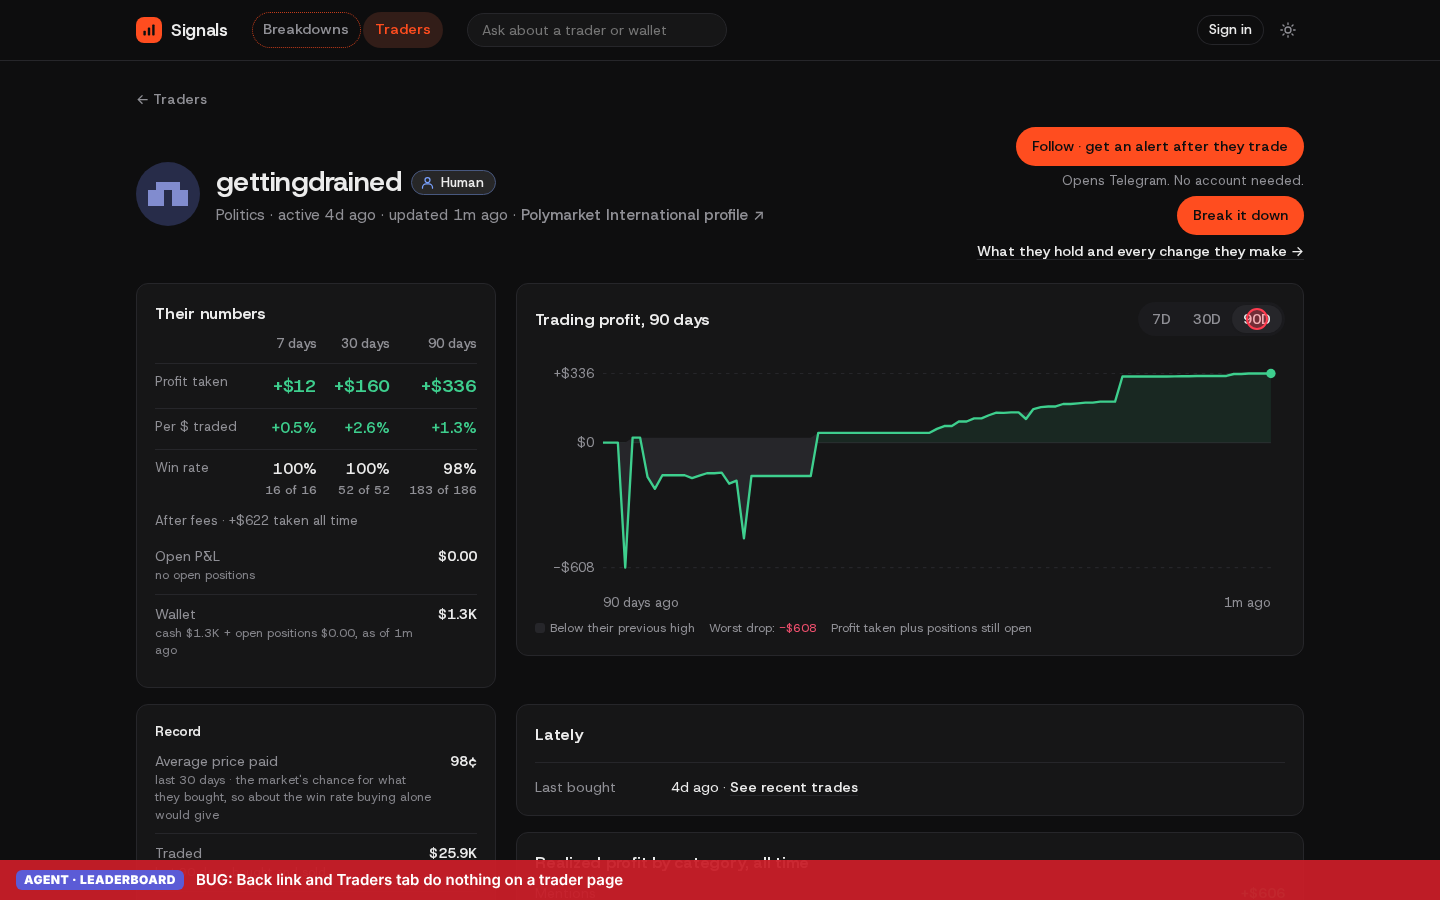 Signals
Breakdowns
Traders
Ask about a trader or wallet
Sign in
← Traders
gettingdrained
Human
Politics · active 4d ago · updated 1m ago · Polymarket International profile ↗
Follow · get an alert after they trade
Opens Telegram. No account needed.
Break it down
What they hold and every change they make →
Their numbers
7 days 30 days 90 days
Profit taken +$12 +$160 +$336
Per $ traded +0.5% +2.6% +1.3%
Win rate 100% 100% 98%
16 of 16 52 of 52 183 of 186
After fees · +$622 taken all time
Open P&L $0.00
no open positions
Wallet $1.3K
cash $1.3K + open positions $0.00, as of 1m
ago
Trading profit, 90 days
7D 30D 90D
+$336
$0
−$608
90 days ago 1m ago
Below their previous high Worst drop: −$608 Profit taken plus positions still open
Record
Average price paid 98¢
last 30 days · the market's chance for what
they bought, so about the win rate buying alone
would give
Traded $25.9K
Lately
Last bought 4d ago · See recent trades
Realized profit by category, all time
AGENT · LEADERBOARD BUG: Back link and Traders tab do nothing on a trader page